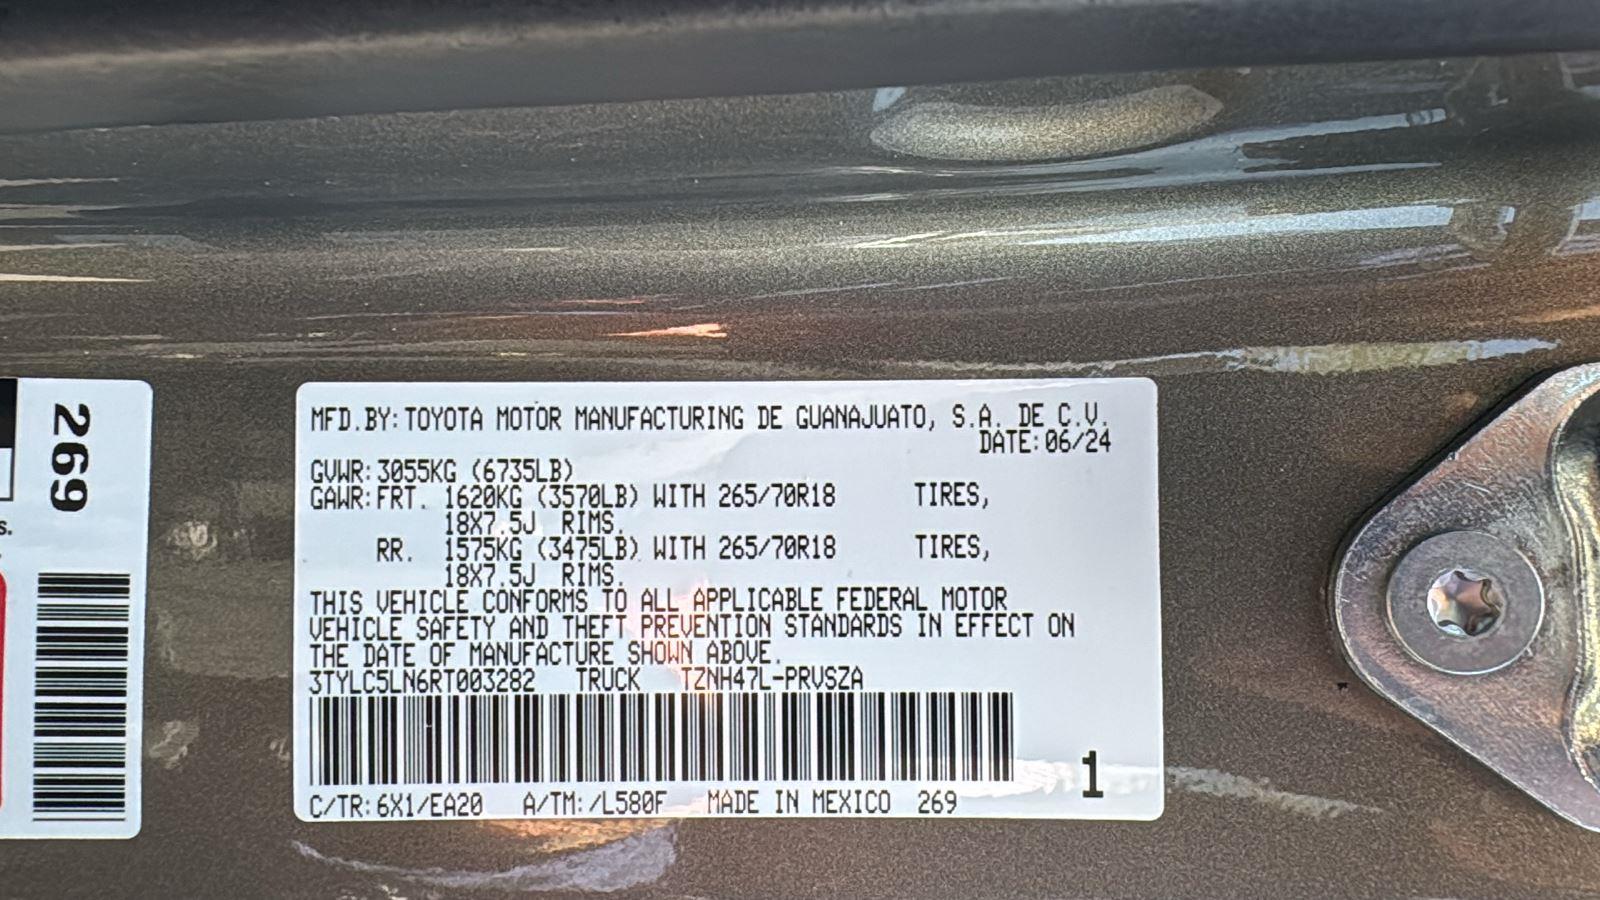 269
s.
MFD.BY:TOYOTA MOTOR MANUFACTURING DE GUANAJUATO, S.A. DE C.V.
DATE:06/24
GVWR:3055KG (6735LB)
GAWR:FRT. 1620KG (3570LB) WITH 265/70R18 TIRES,
18X7.5J RIMS.
RR. 1575KG (3475LB) WITH 265/70R18 TIRES,
18X7.5J RIMS.
THIS VEHICLE CONFORMS TO ALL APPLICABLE FEDERAL MOTOR
VEHICLE SAFETY AND THEFT PREVENTION STANDARDS IN EFFECT ON
THE DATE OF MANUFACTURE SHOWN ABOVE.
3TYLC5LN6RT003282 TRUCK TZNH47L-PRVSZA
1
C/TR:6X1/EA20 A/TM:/L580F MADE IN MEXICO 269